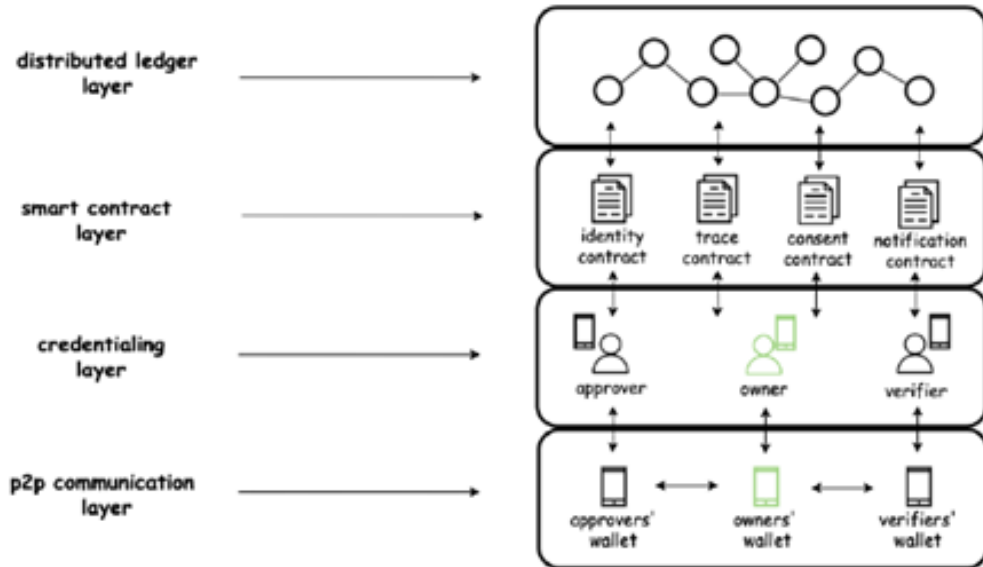 distributed ledger
layer
smart contract
layer
identity
contract
trace
contract
consent
contract
notification
contract
credentialing
layer
approver
owner
verifier
p2p communication
layer
approvers'
wallet
owners'
wallet
verifiers'
wallet